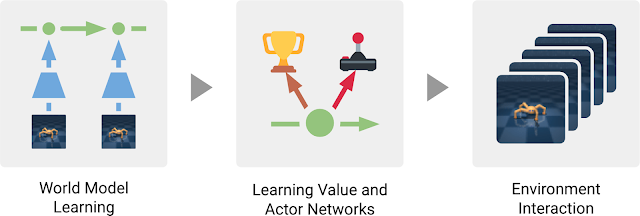 World Model
Learning
Learning Value and
Actor Networks
Environment
Interaction